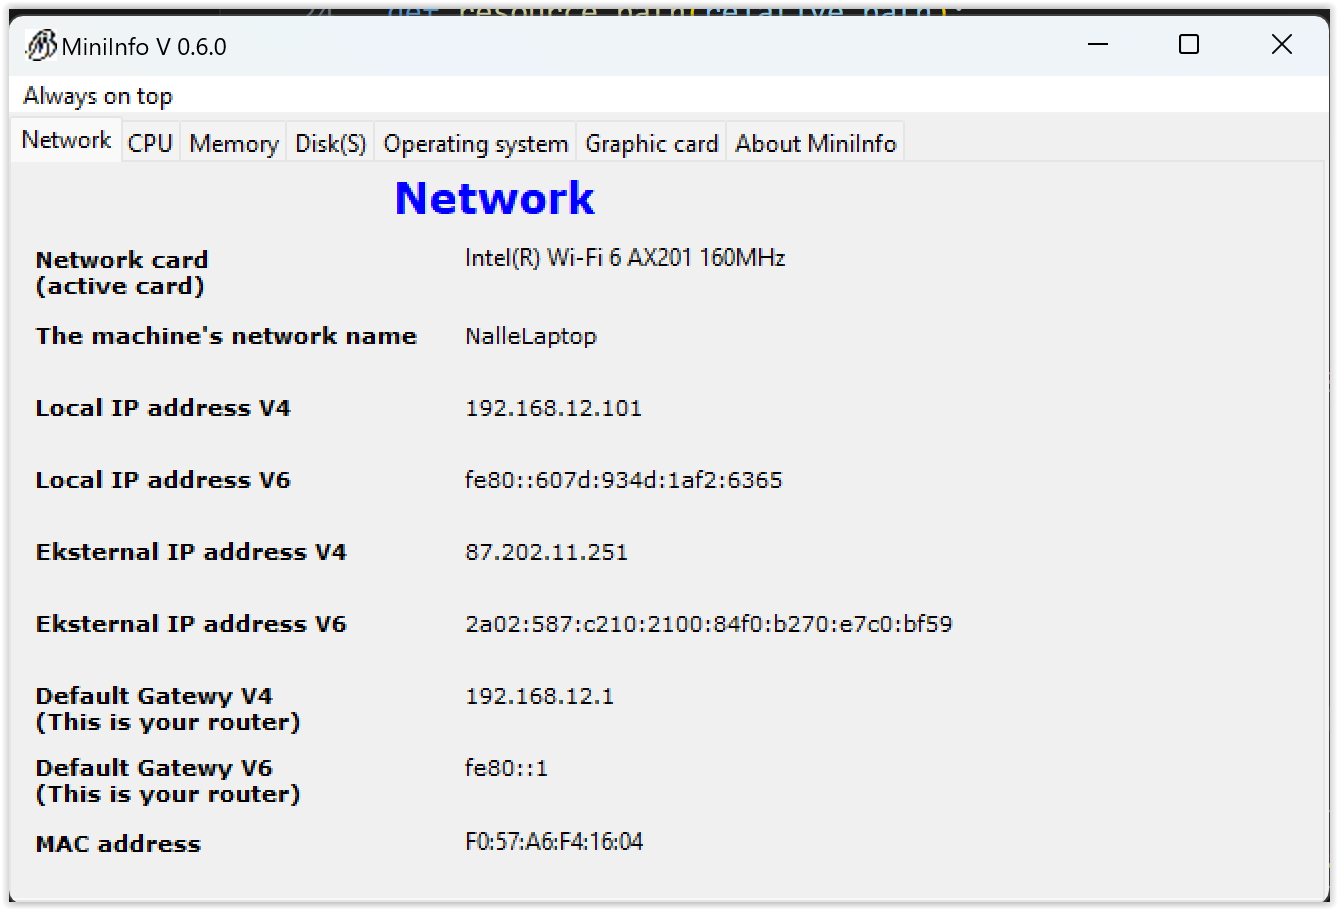 24 def resource_path(relative_path):
MiniInfo V 0.6.0
Always on top
Network CPU Memory Disk(S) Operating system Graphic card About MiniInfo
Network
Network card Intel(R) Wi-Fi 6 AX201 160MHz
(active card)
The machine's network name NalleLaptop
Local IP address V4 192.168.12.101
Local IP address V6 fe80::607d:934d:1af2:6365
Eksternal IP address V4 87.202.11.251
Eksternal IP address V6 2a02:587:c210:2100:84f0:b270:e7c0:bf59
Default Gatewy V4 192.168.12.1
(This is your router)
Default Gatewy V6 fe80::1
(This is your router)
MAC address F0:57:A6:F4:16:04